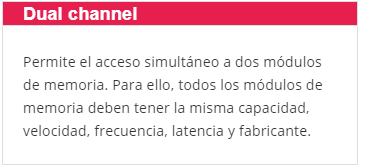 Dual channel
Permite el acceso simultáneo a dos módulos
de memoria. Para ello, todos los módulos de
memoria deben tener la misma capacidad,
velocidad, frecuencia, latencia y fabricante.